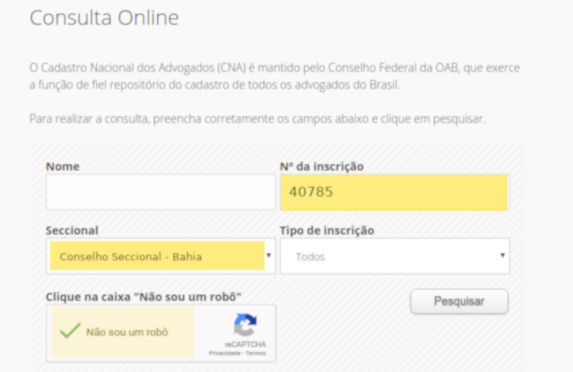 Consulta Online
O Cadastro Nacional dos Advogados (CNA) é mantido pelo Conselho Federal da OAB, que exerce
a função de fiel repositório do cadastro de todos os advogados do Brasil.
Para realizar a consulta, preencha corretamente os campos abaixo e clique em pesquisar.
Nome
Nº da inscrição
40785
Seccional
Tipo de inscrição
Conselho Seccional - Bahia
Todos
Clique na caixa "Não sou um robô"
Pesquisar
Não sou um robô
reCAPTCHA
Privacidade - Termos